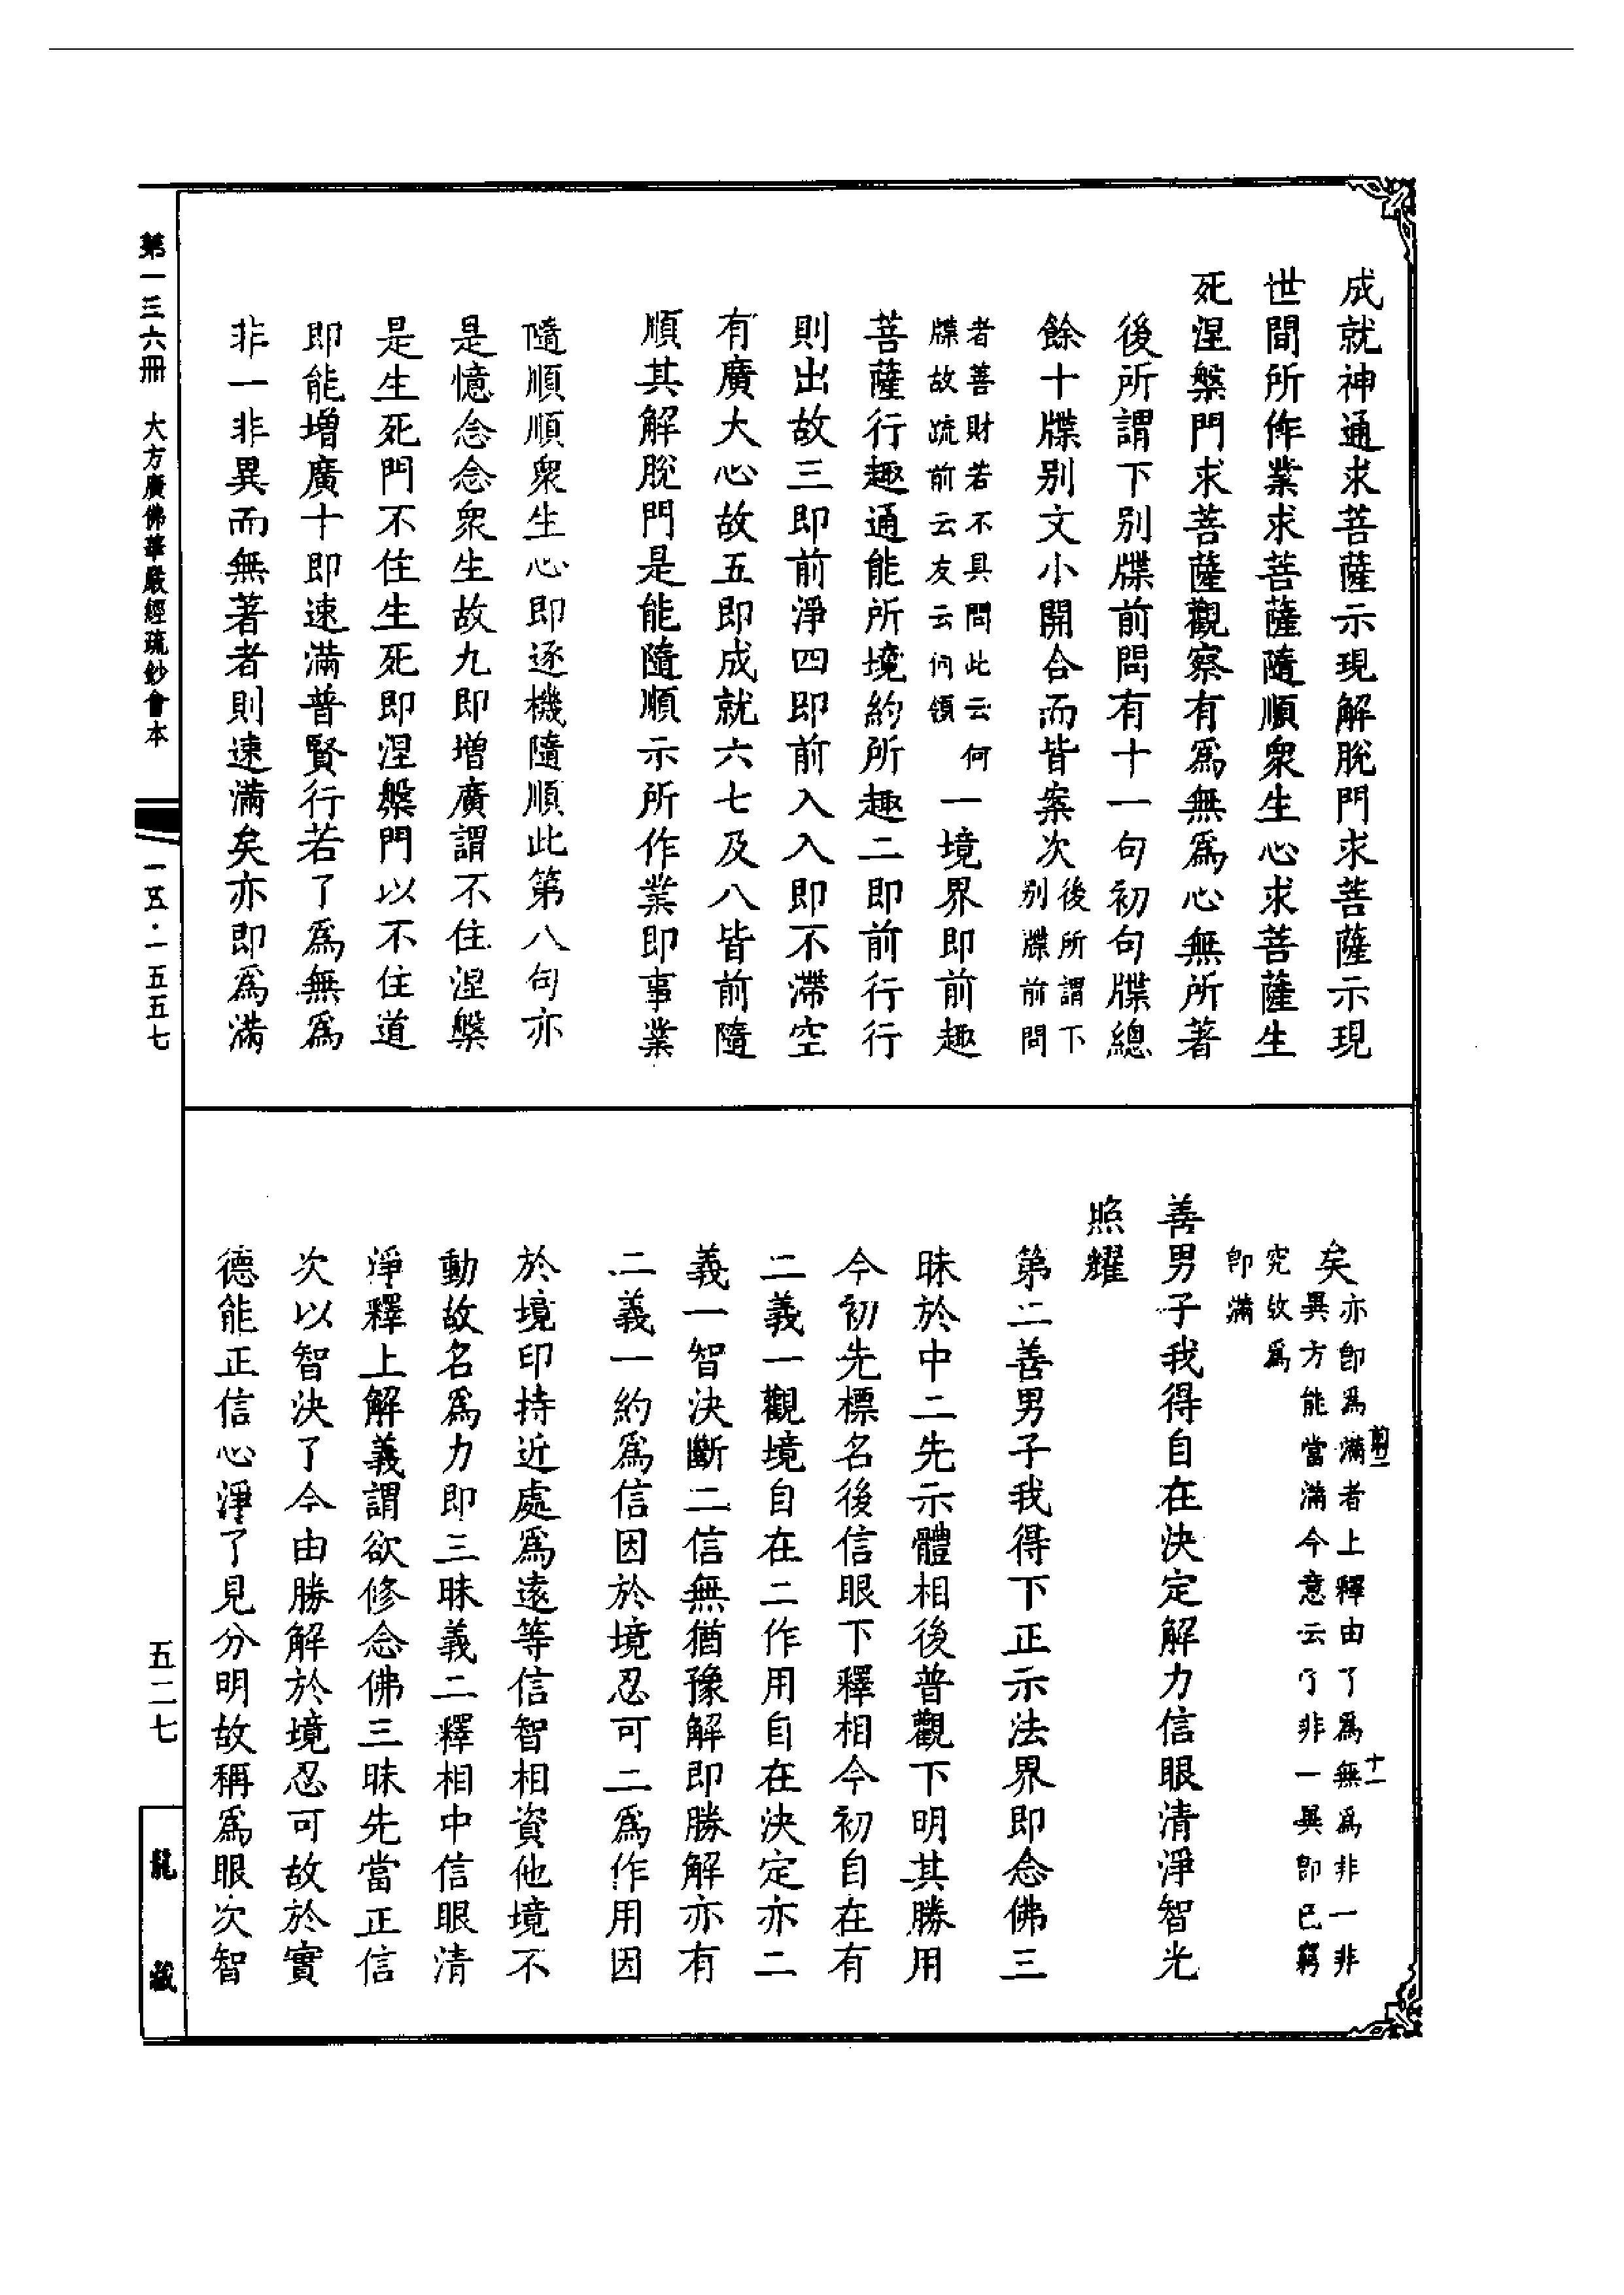 成就神通求菩薩示現解脫門求菩薩示現
世間所作業求菩薩隨順衆生心求菩薩生
死涅槃門求菩薩觀察有爲無爲心無所著
後所謂下別牒前問有十一句初句牒總
餘十牒別文小開合而皆案次後所謂下
別牒前問
者善財若不具問此云何
牒故疏前云友云何領
一境界即前趣
菩薩行趣通能所境約所趣二即前行行
則出故三即前淨四即前入入即不滯空
有廣大心故五即成就六七及八皆前隨
順其解脫門是能隨順示所作業即事業
隨順順衆生心即逐機隨順此第八句亦
是憶念念衆生故九即增廣謂不住涅槃
是生死門不住生死即涅槃門以不住道
即能增廣十即速滿普賢行若了爲無爲
非一非異而無著者則速滿矣亦即爲滿
矣
亦即爲滿者上釋由了爲無爲非一非
異方能當滿今意云了非一異即已窮
究故爲
即滿
善男子我得自在決定解力信眼清淨智光
照耀
第二善男子我得下正示法界即念佛三
昧於中二先示體相後普觀下明其勝用
今初先標名後信眼下釋相今初自在有
二義一觀境自在二作用自在決定亦二
義一智決斷二信無猶豫解即勝解亦有
二義一約爲信因於境忍可二爲作用因
於境印持近處爲遠等信智相資他境不
動故名爲力即三昧義二釋相中信眼清
淨釋上解義謂欲修念佛三昧先當正信
次以智決了今由勝解於境忍可故於實
德能正信心淨了見分明故稱爲眼次智
第一三六冊 大方廣佛華嚴經疏鈔會本
一五·一五五七
五二七
龍藏
十一